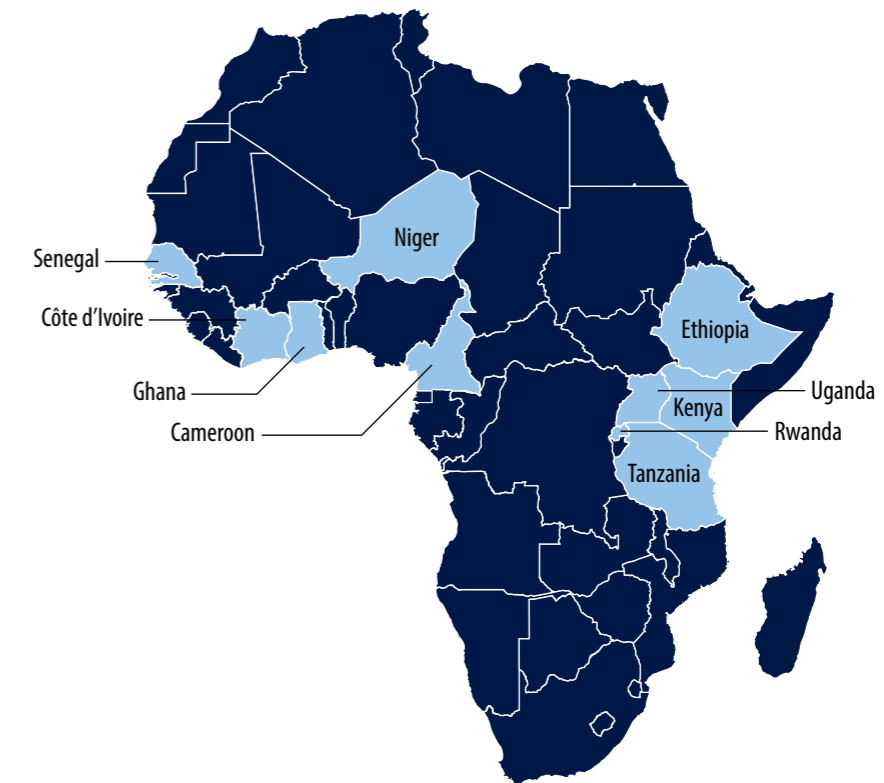 Niger
Senegal
Côte d’Ivoire
Ethiopia
Ghana
Uganda
Kenya
Cameroon
Rwanda
Tanzania